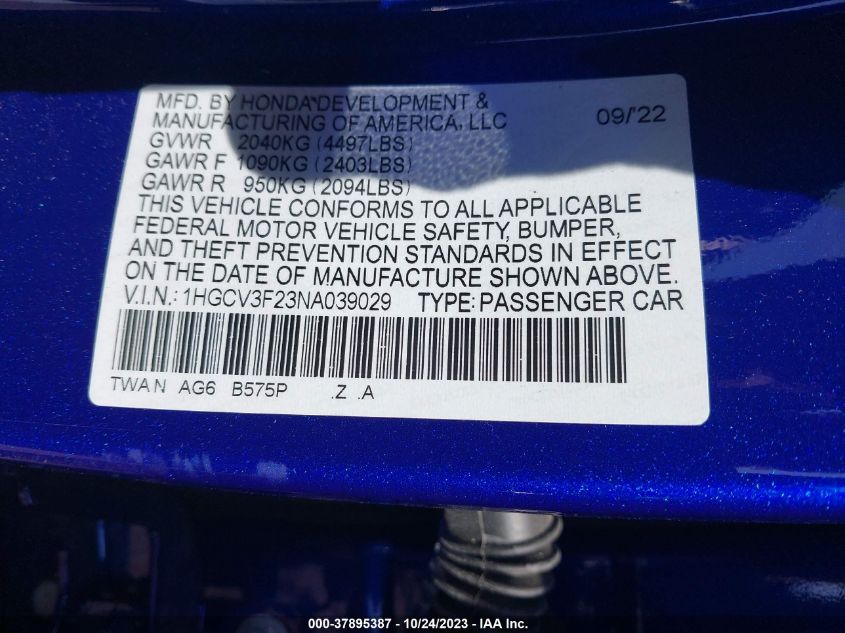 MFD. BY HONDA DEVELOPMENT &
MANUFACTURING OF AMERICA, LLC 09/'22
GVWR 2040KG (4497LBS)
GAWR F 1090KG (2403LBS)
GAWR R 950KG (2094LBS)
THIS VEHICLE CONFORMS TO ALL APPLICABLE
FEDERAL MOTOR VEHICLE SAFETY, BUMPER,
AND THEFT PREVENTION STANDARDS IN EFFECT
ON THE DATE OF MANUFACTURE SHOWN ABOVE.
V.I.N.: 1HGCV3F23NA039029 TYPE: PASSENGER CAR
TWA N AG6 B575P .Z .A
000-37895387 - 10/24/2023 - IAA Inc.